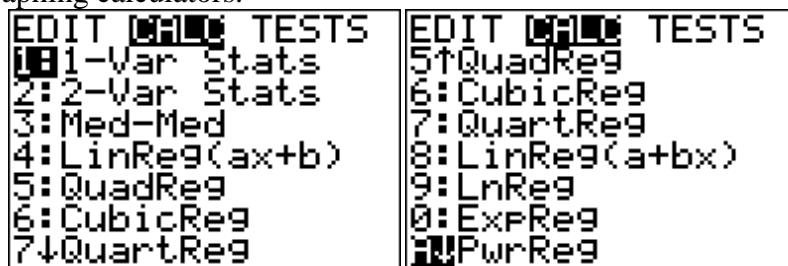 aphing calculators.
EDIT CALC TESTS
1:1-Var Stats
2:2-Var Stats
3:Med-Med
4:LinReg(ax+b)
5:QuadReg
6:CubicReg
7↓QuartReg
EDIT CALC TESTS
5↑QuadReg
6:CubicReg
7:QuartReg
8:LinReg(a+bx)
9:LnReg
0:ExpReg
A↓PwrReg